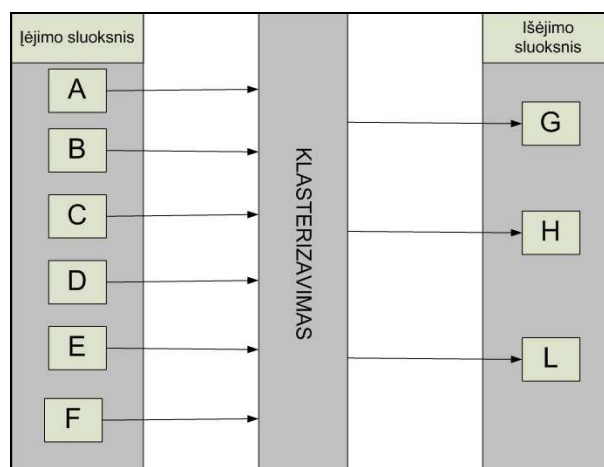 Įėjimo sluoksnis
Išėjimo
sluoksnis
A
B
C
D
E
F
KLASTERIZAVIMAS
G
H
L